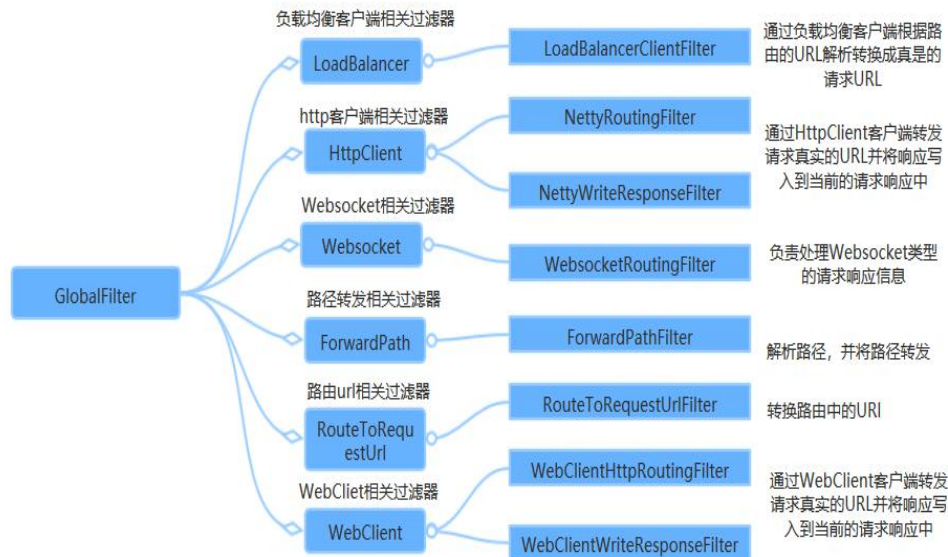 负载均衡客户端相关过滤器
LoadBalancer
LoadBalancerClientFilter
通过负载均衡客户端根据路
由的URL解析转换成真是的
请求URL
http客户端相关过滤器
HttpClient
NettyRoutingFilter
NettyWriteResponseFilter
通过HttpClient客户端转发
请求真实的URL并将响应写
入到当前的请求响应中
Websocket相关过滤器
Websocket
WebsocketRoutingFilter
负责处理Websocket类型
的请求响应信息
GlobalFilter
路径转发相关过滤器
ForwardPath
ForwardPathFilter
解析路径，并将路径转发
路由url相关过滤器
RouteToRequ
estUrl
RouteToRequestUrlFilter
转换路由中的URI
WebCliet相关过滤器
WebClient
WebClientHttpRoutingFilter
WebClientWriteResponseFilter
通过WebClient客户端转发
请求真实的URL并将响应写
入到当前的请求响应中